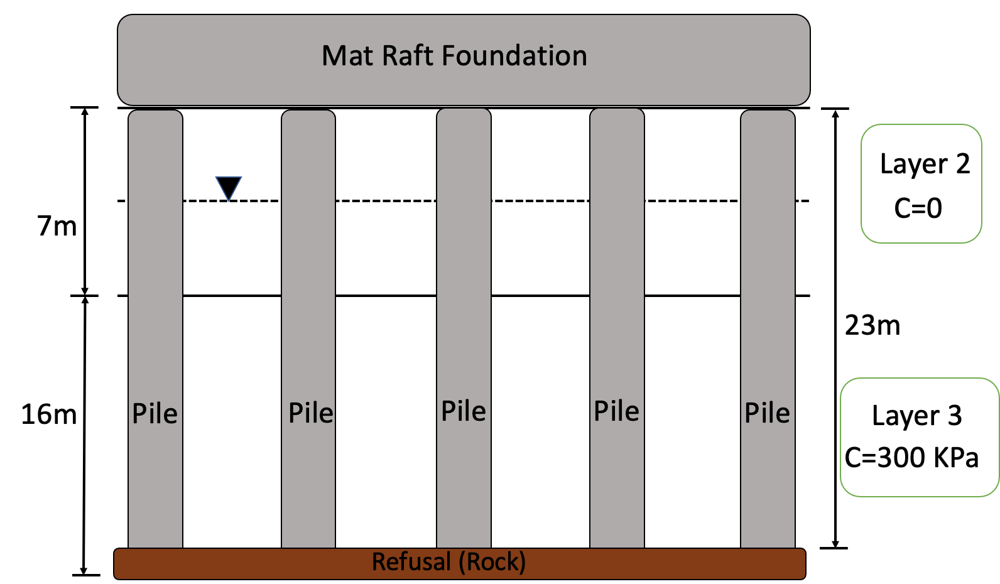 Mat Raft Foundation
Layer 2
C=0
7m
23m
16m
Pile
Pile
Pile
Pile
Pile
Layer 3
C=300 KPa
Refusal (Rock)